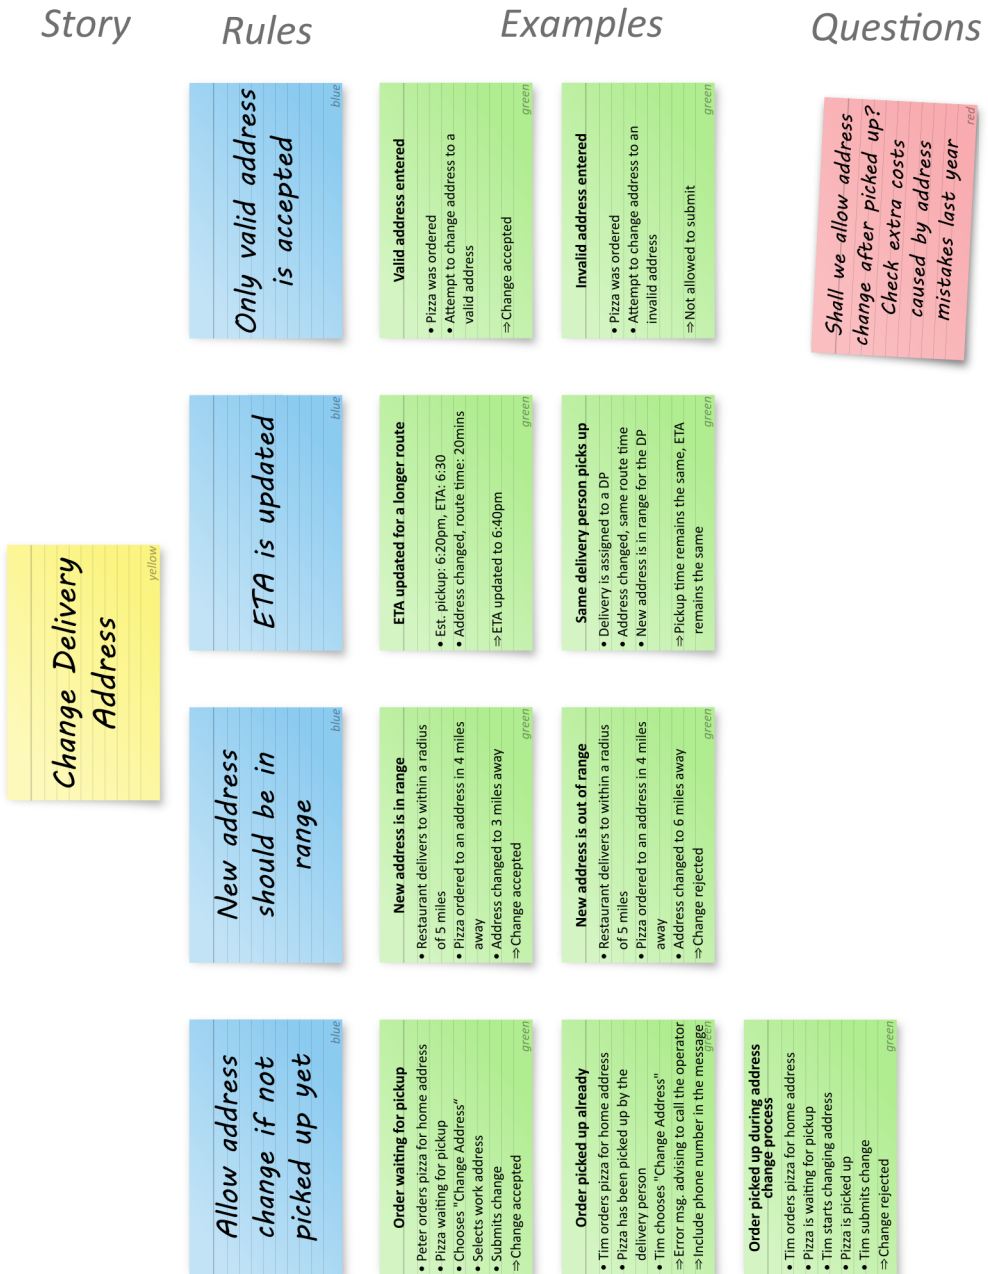 Story
Rules
Examples
Questions
Change Delivery
Address
yellow
Allow address
change if not
picked up yet
blue
Order waiting for pickup
• Peter orders pizza for home address
• Pizza waiting for pickup
• Chooses "Change Address“
• Selects work address
• Submits change
⇒Change accepted
green
Order picked up already
• Tim orders pizza for home address
• Pizza has been picked up by the
delivery person
• Tim chooses "Change Address"
⇒Error msg. advising to call the operator
⇒Include phone number in the message
green
Order picked up during address
change process
• Tim orders pizza for home address
• Pizza is waiting for pickup
• Tim starts changing address
• Pizza is picked up
• Tim submits change
⇒Change rejected
green
New address
should be in
range
blue
New address is in range
• Restaurant delivers to within a radius
of 5 miles
• Pizza ordered to an address in 4 miles
away
• Address changed to 3 miles away
⇒Change accepted
green
New address is out of range
• Restaurant delivers to within a radius
of 5 miles
• Pizza ordered to an address in 4 miles
away
• Address changed to 6 miles away
⇒Change rejected
green
ETA is updated
blue
ETA updated for a longer route
• Est. pickup: 6:20pm, ETA: 6:30
• Address changed, route time: 20mins
⇒ETA updated to 6:40pm
green
Same delivery person picks up
• Delivery is assigned to a DP
• Address changed, same route time
• New address is in range for the DP
⇒Pickup time remains the same, ETA
remains the same
green
Only valid address
is accepted
blue
Valid address entered
• Pizza was ordered
• Attempt to change address to a
valid address
⇒Change accepted
green
Invalid address entered
• Pizza was ordered
• Attempt to change address to an
invalid address
⇒Not allowed to submit
green
Shall we allow address
change after picked up?
Check extra costs
caused by address
mistakes last year
red